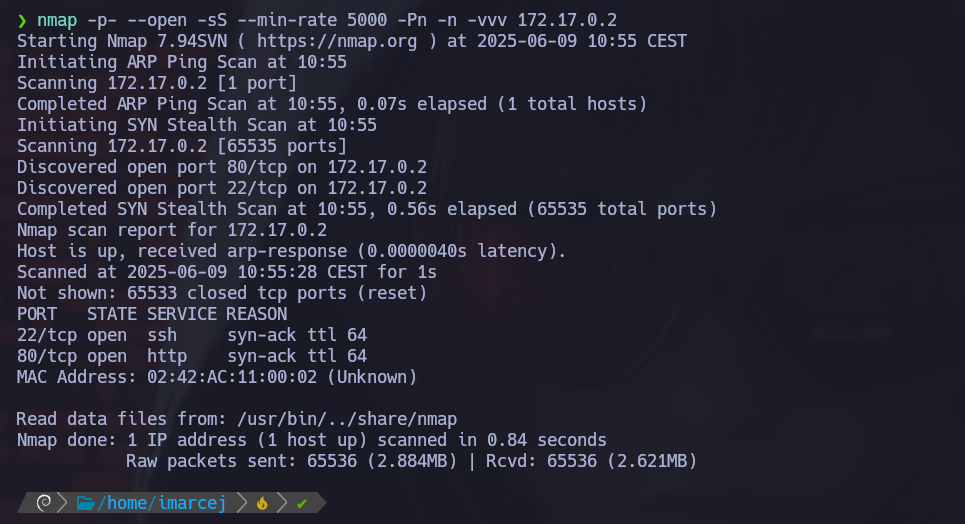 ❯ nmap -p- --open -sS --min-rate 5000 -Pn -n -vvv 172.17.0.2
Starting Nmap 7.94SVN ( https://nmap.org ) at 2025-06-09 10:55 CEST
Initiating ARP Ping Scan at 10:55
Scanning 172.17.0.2 [1 port]
Completed ARP Ping Scan at 10:55, 0.07s elapsed (1 total hosts)
Initiating SYN Stealth Scan at 10:55
Scanning 172.17.0.2 [65535 ports]
Discovered open port 80/tcp on 172.17.0.2
Discovered open port 22/tcp on 172.17.0.2
Completed SYN Stealth Scan at 10:55, 0.56s elapsed (65535 total ports)
Nmap scan report for 172.17.0.2
Host is up, received arp-response (0.0000040s latency).
Scanned at 2025-06-09 10:55:28 CEST for 1s
Not shown: 65533 closed tcp ports (reset)
PORT   STATE SERVICE REASON
22/tcp open  ssh     syn-ack ttl 64
80/tcp open  http    syn-ack ttl 64
MAC Address: 02:42:AC:11:00:02 (Unknown)
Read data files from: /usr/bin/../share/nmap
Nmap done: 1 IP address (1 host up) scanned in 0.84 seconds
           Raw packets sent: 65536 (2.884MB) | Rcvd: 65536 (2.621MB)
/home/imarcej